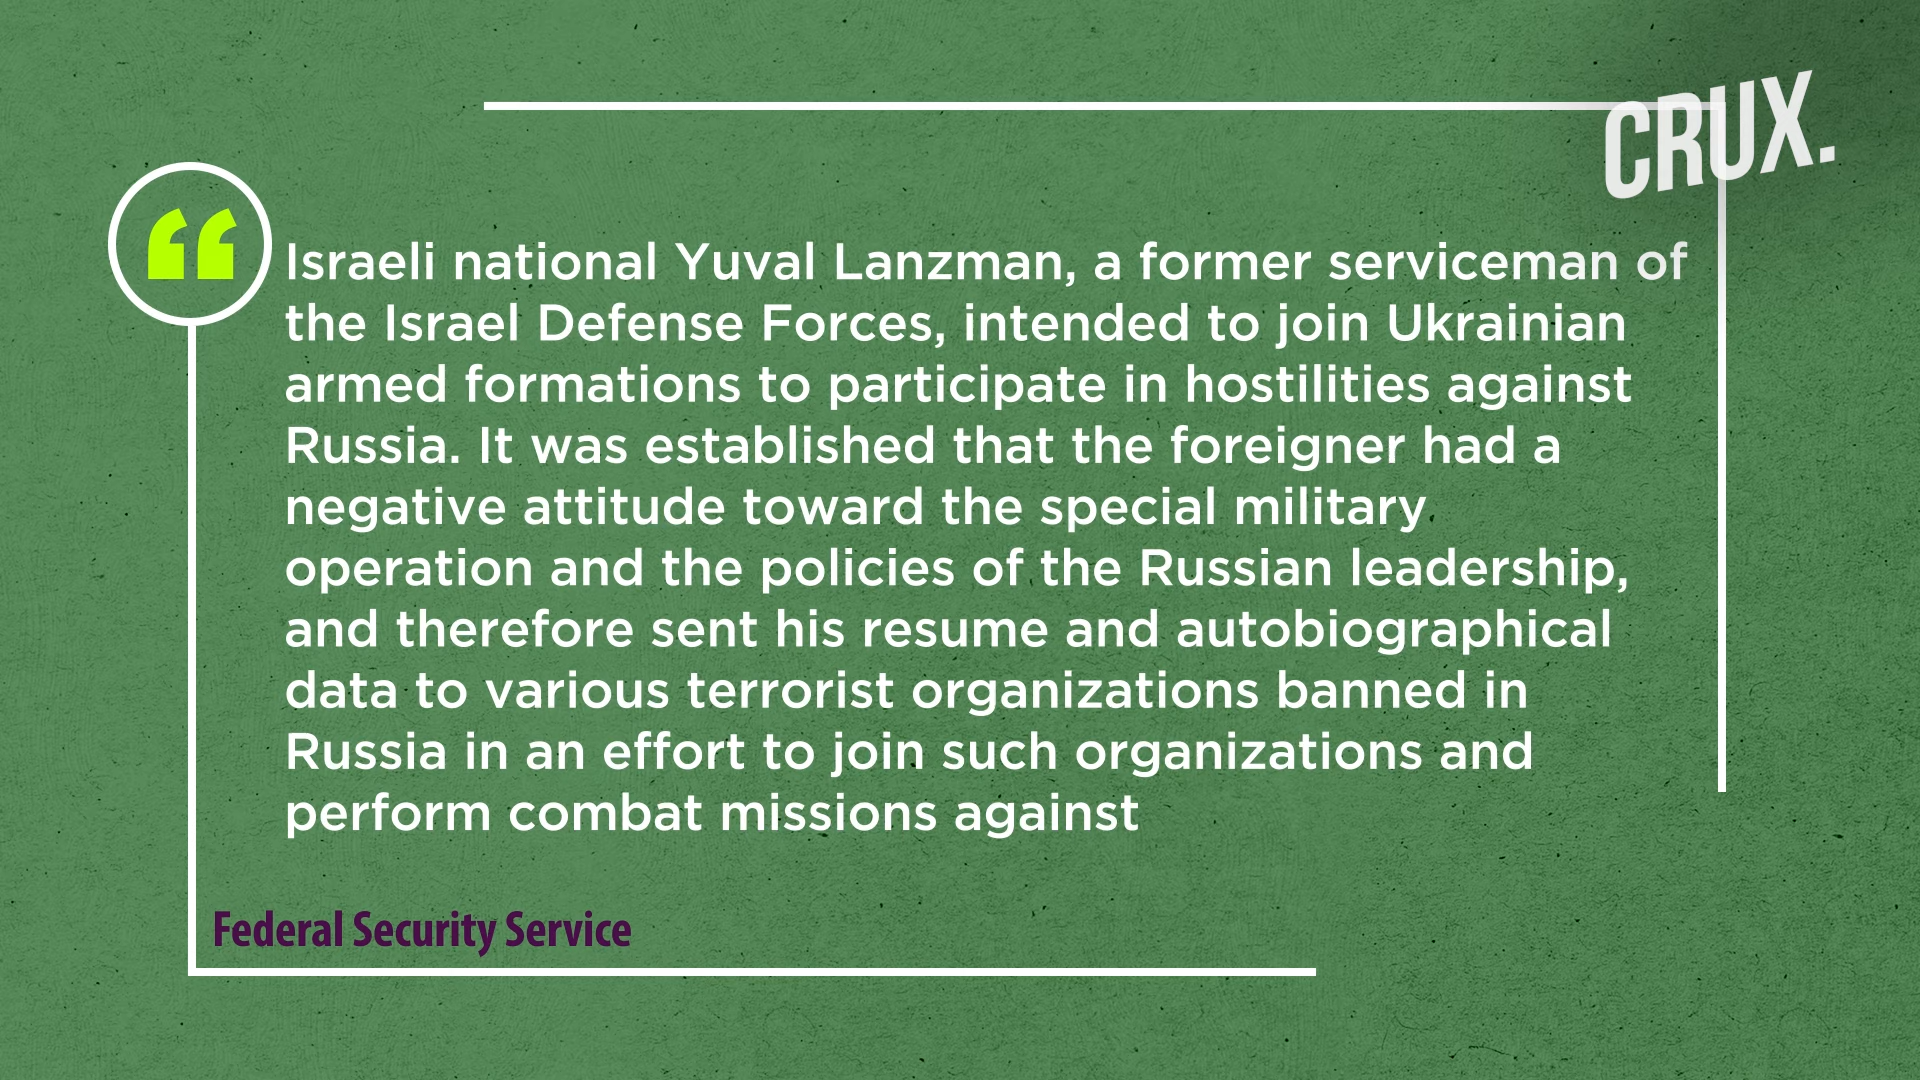 CRUX.
“
Israeli national Yuval Lanzman, a former serviceman of
the Israel Defense Forces, intended to join Ukrainian
armed formations to participate in hostilities against
Russia. It was established that the foreigner had a
negative attitude toward the special military
operation and the policies of the Russian leadership,
and therefore sent his resume and autobiographical
data to various terrorist organizations banned in
Russia in an effort to join such organizations and
perform combat missions against
Federal Security Service